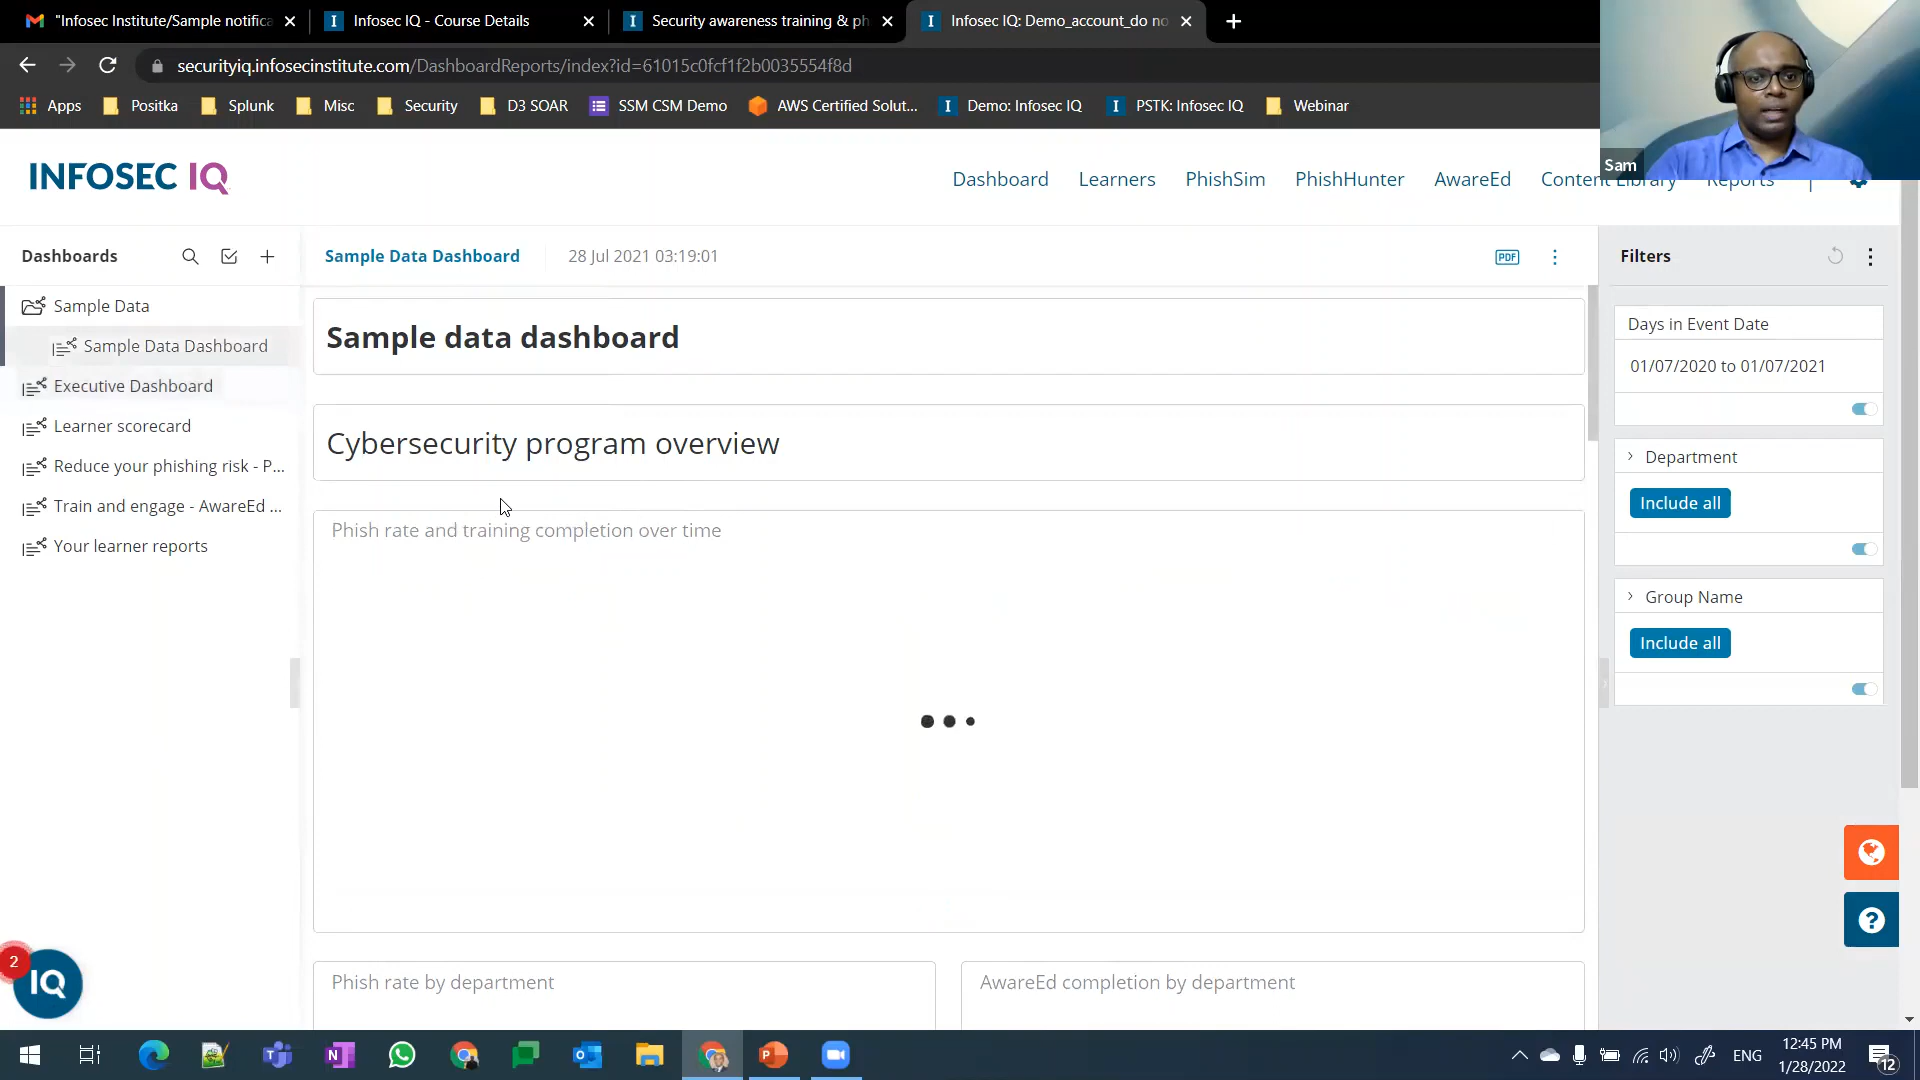 "Infosec Institute/Sample notifica
Infosec IQ - Course Details
Security awareness training & ph
Infosec IQ: Demo_account_do no
securityiq.infosecinstitute.com/DashboardReports/index?id=61015c0fcf1f2b0035554f8d
Apps
Positka
Splunk
Misc
Security
D3 SOAR
SSM CSM Demo
AWS Certified Solut...
Demo: Infosec IQ
PSTK: Infosec IQ
Webinar
Sam
INFOSEC IQ
Dashboard
Learners
PhishSim
PhishHunter
AwareEd
Content Library
Reports
Dashboards
Sample Data Dashboard
28 Jul 2021 03:19:01
PDF
Filters
Sample Data
Sample Data Dashboard
Executive Dashboard
Learner scorecard
Reduce your phishing risk - P...
Train and engage - AwareEd ...
Your learner reports
Sample data dashboard
Cybersecurity program overview
Phish rate and training completion over time
Phish rate by department
AwareEd completion by department
Days in Event Date
01/07/2020 to 01/07/2021
Department
Include all
Group Name
Include all
2
IQ
ENG
12:45 PM
1/28/2022
12